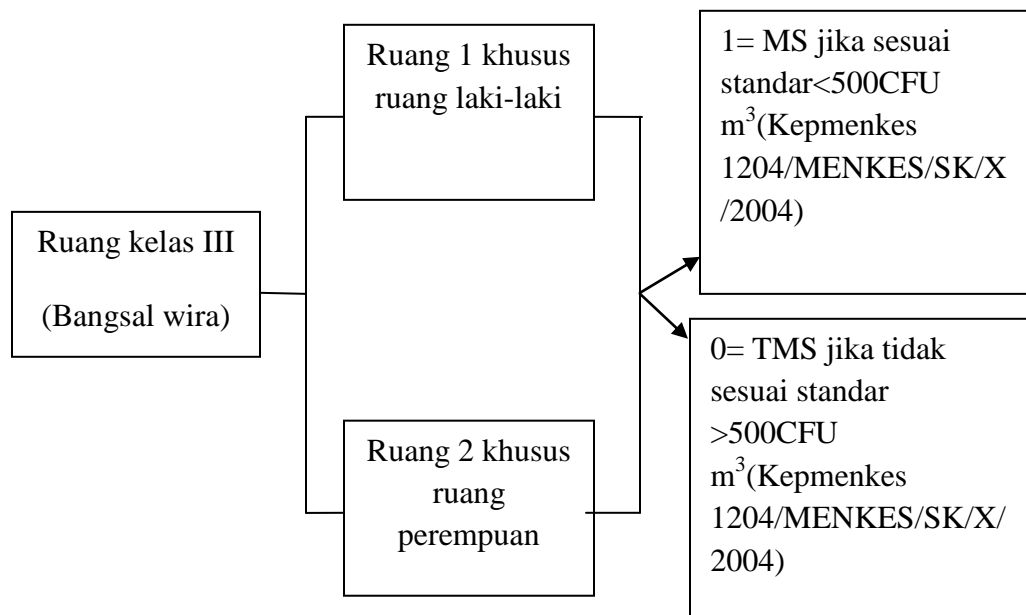 Ruang kelas III
(Bangsal wira)
Ruang 1 khusus
ruang laki-laki
Ruang 2 khusus
ruang
perempuan
1= MS jika sesuai
standar<500CFU
m³(Kepmenkes
1204/MENKES/SK/X
/2004)
0= TMS jika tidak
sesuai standar
>500CFU
m³(Kepmenkes
1204/MENKES/SK/X/
2004)